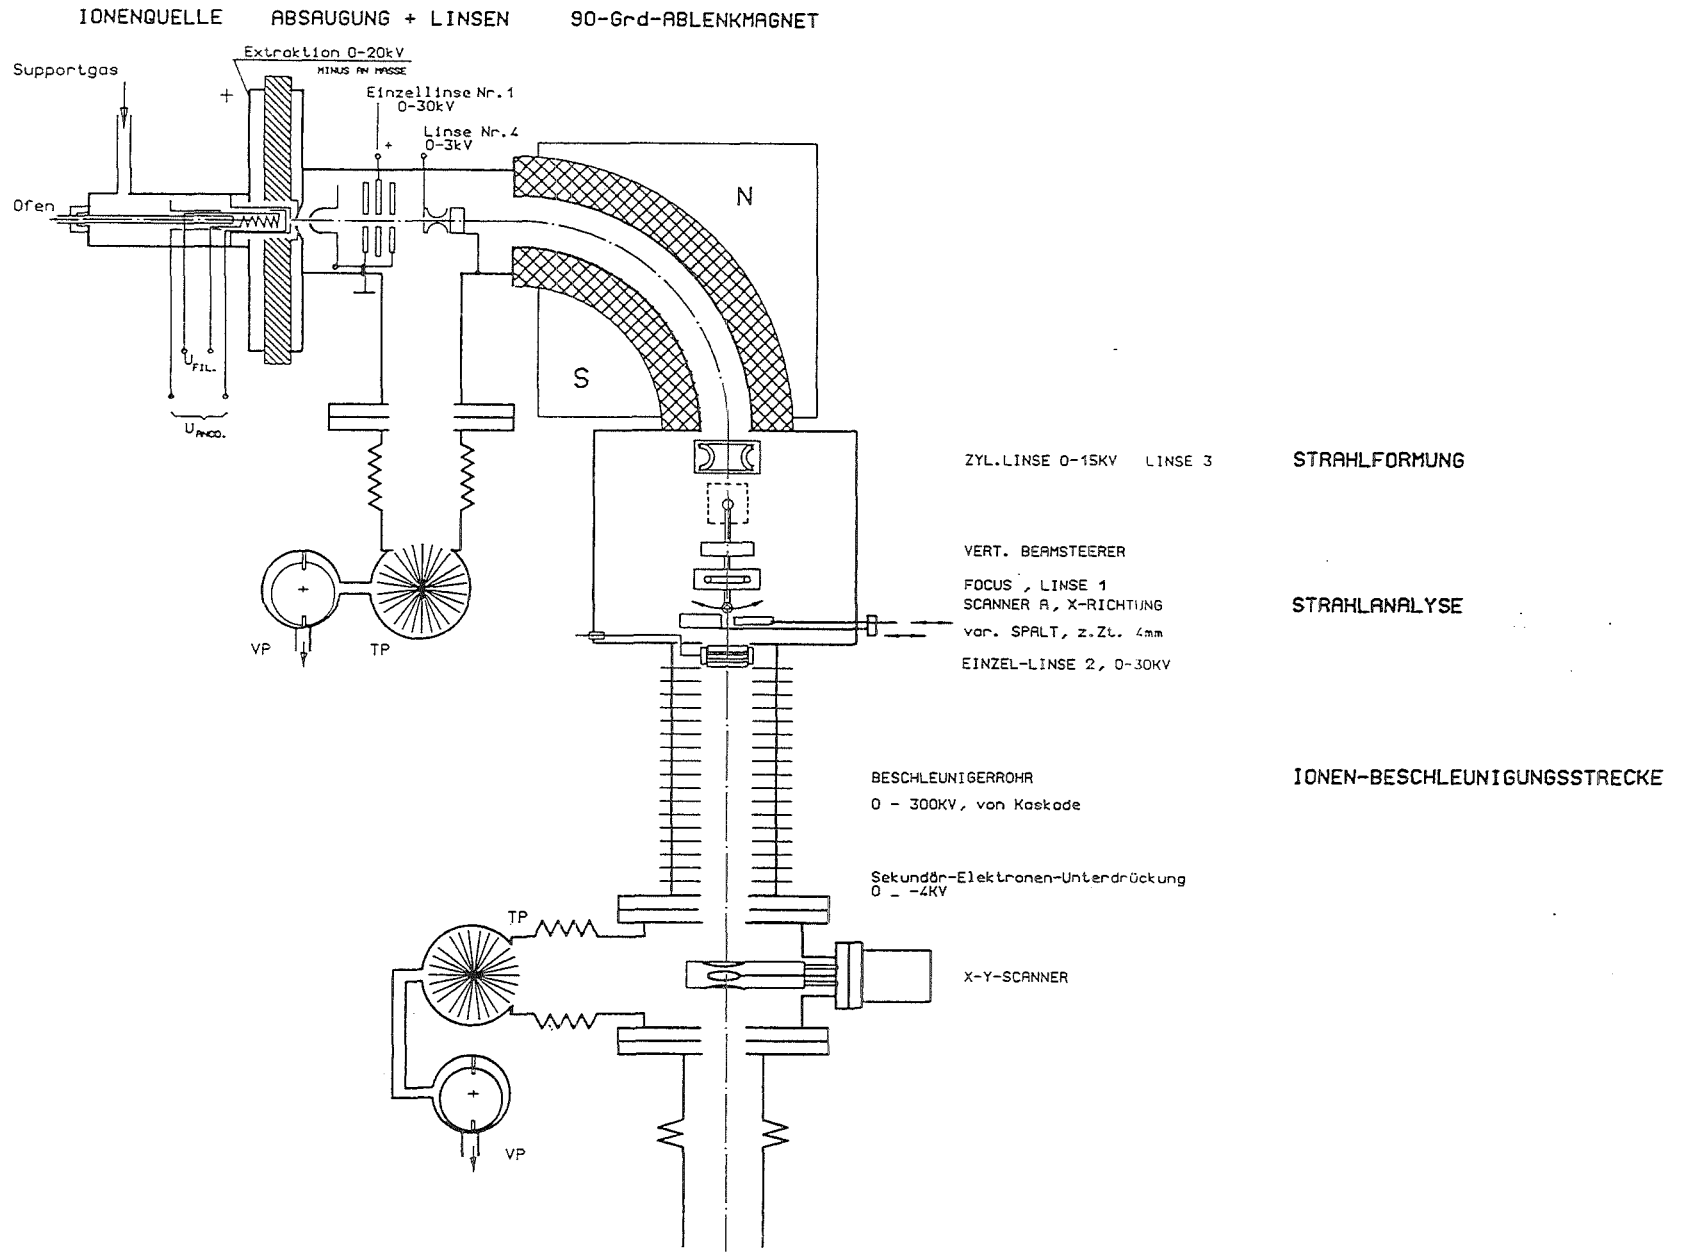 IONENQUELLE ABSAUGUNG + LINSEN 90-Grd-ABLENKMAGNET
Extraktion 0-20kV
MINUS AN MASSE
Supportgas
+
Einzellinse Nr.1
0-30kV
+
Linse Nr.4
0-3kV
N
Ofen
S
U FIL.
U ANOD.
ZYL.LINSE 0-15KV LINSE 3 STRAHLFORMUNG
VERT. BEAMSTEERER
FOCUS , LINSE 1
SCANNER A, X-RICHTUNG STRAHLANALYSE
var. SPALT, z.Zt. 4mm
VP TP
EINZEL-LINSE 2, 0-30KV
BESCHLEUNIGERROHR IONEN-BESCHLEUNIGUNGSSTRECKE
0 - 300KV, von Kaskade
Sekundär-Elektronen-Unterdrückung
0 _ -4KV
TP
X-Y-SCANNER
VP